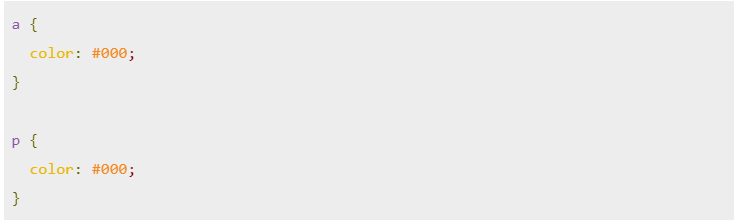 a {
  color: #000;
}

p {
  color: #000;
}